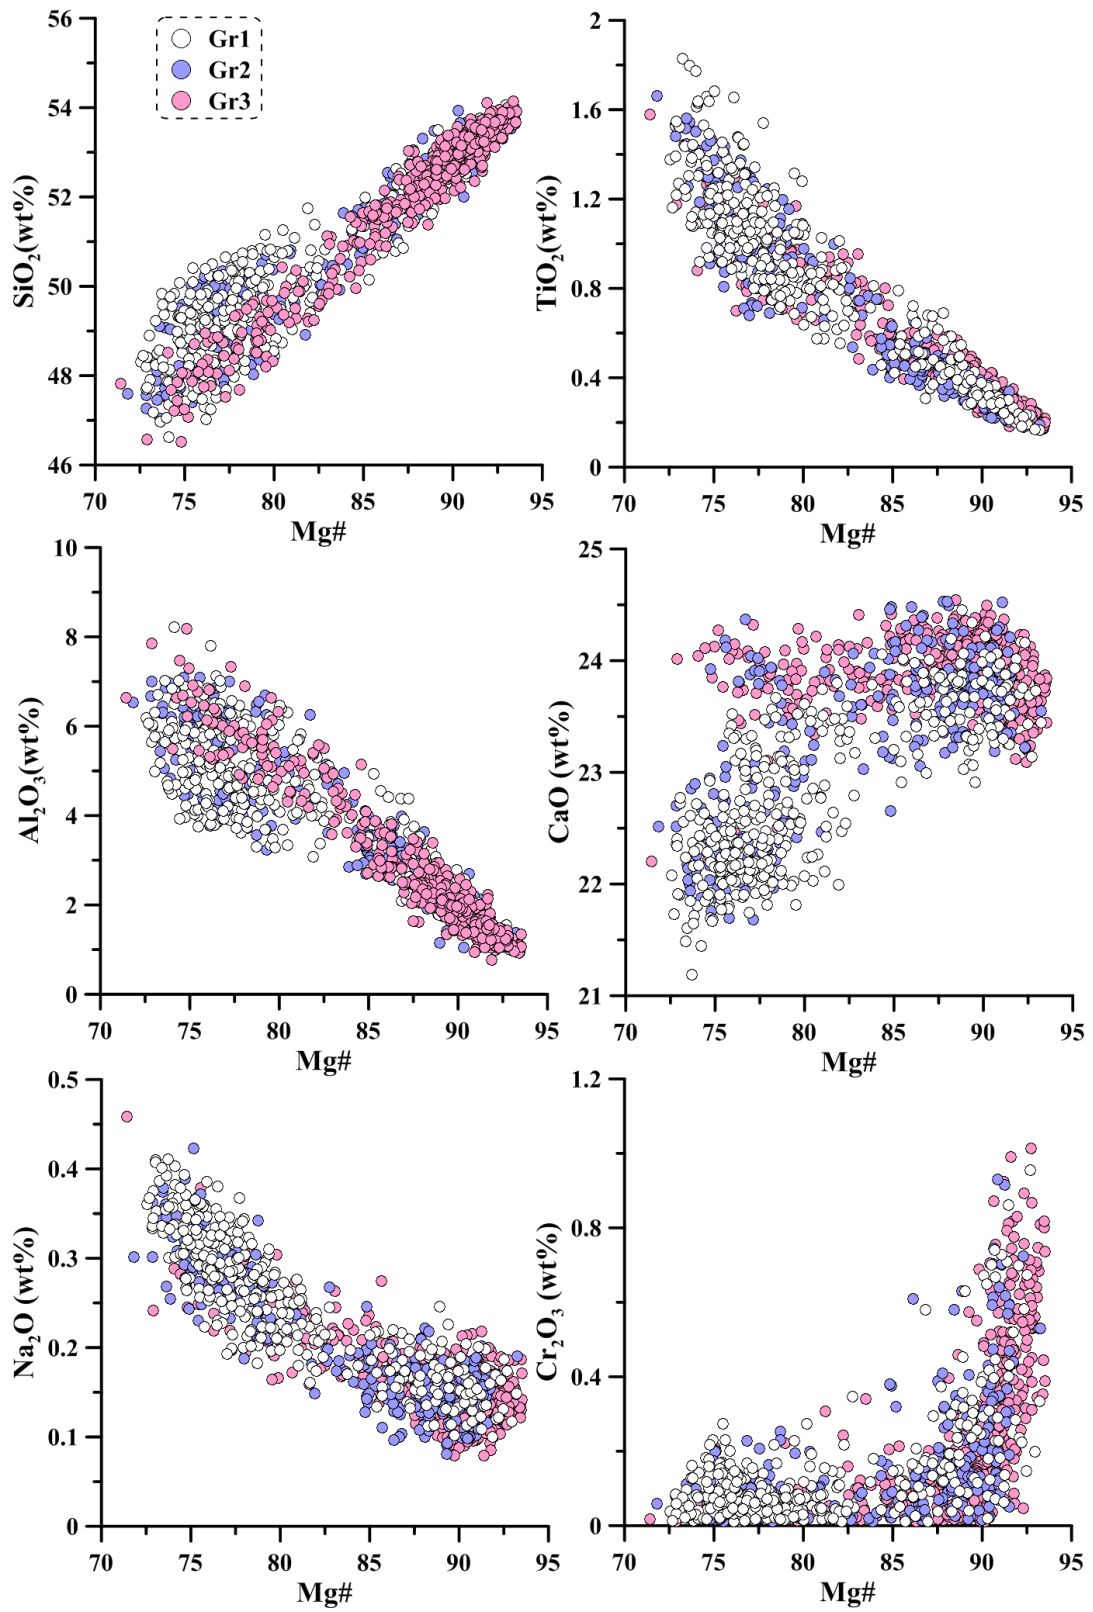 Gr1
Gr2
Gr3
56
54
52
50
48
46
SiO2(wt%)
70 75 80 85 90 95
Mg#
2
1.6
1.2
0.8
0.4
0
TiO2(wt%)
70 75 80 85 90 95
Mg#
10
8
6
4
2
0
Al2O3(wt%)
70 75 80 85 90 95
Mg#
25
24
23
22
21
CaO (wt%)
70 75 80 85 90 95
Mg#
0.5
0.4
0.3
0.2
0.1
0
Na2O (wt%)
70 75 80 85 90 95
Mg#
1.2
0.8
0.4
0
Cr2O3 (wt%)
70 75 80 85 90 95
Mg#